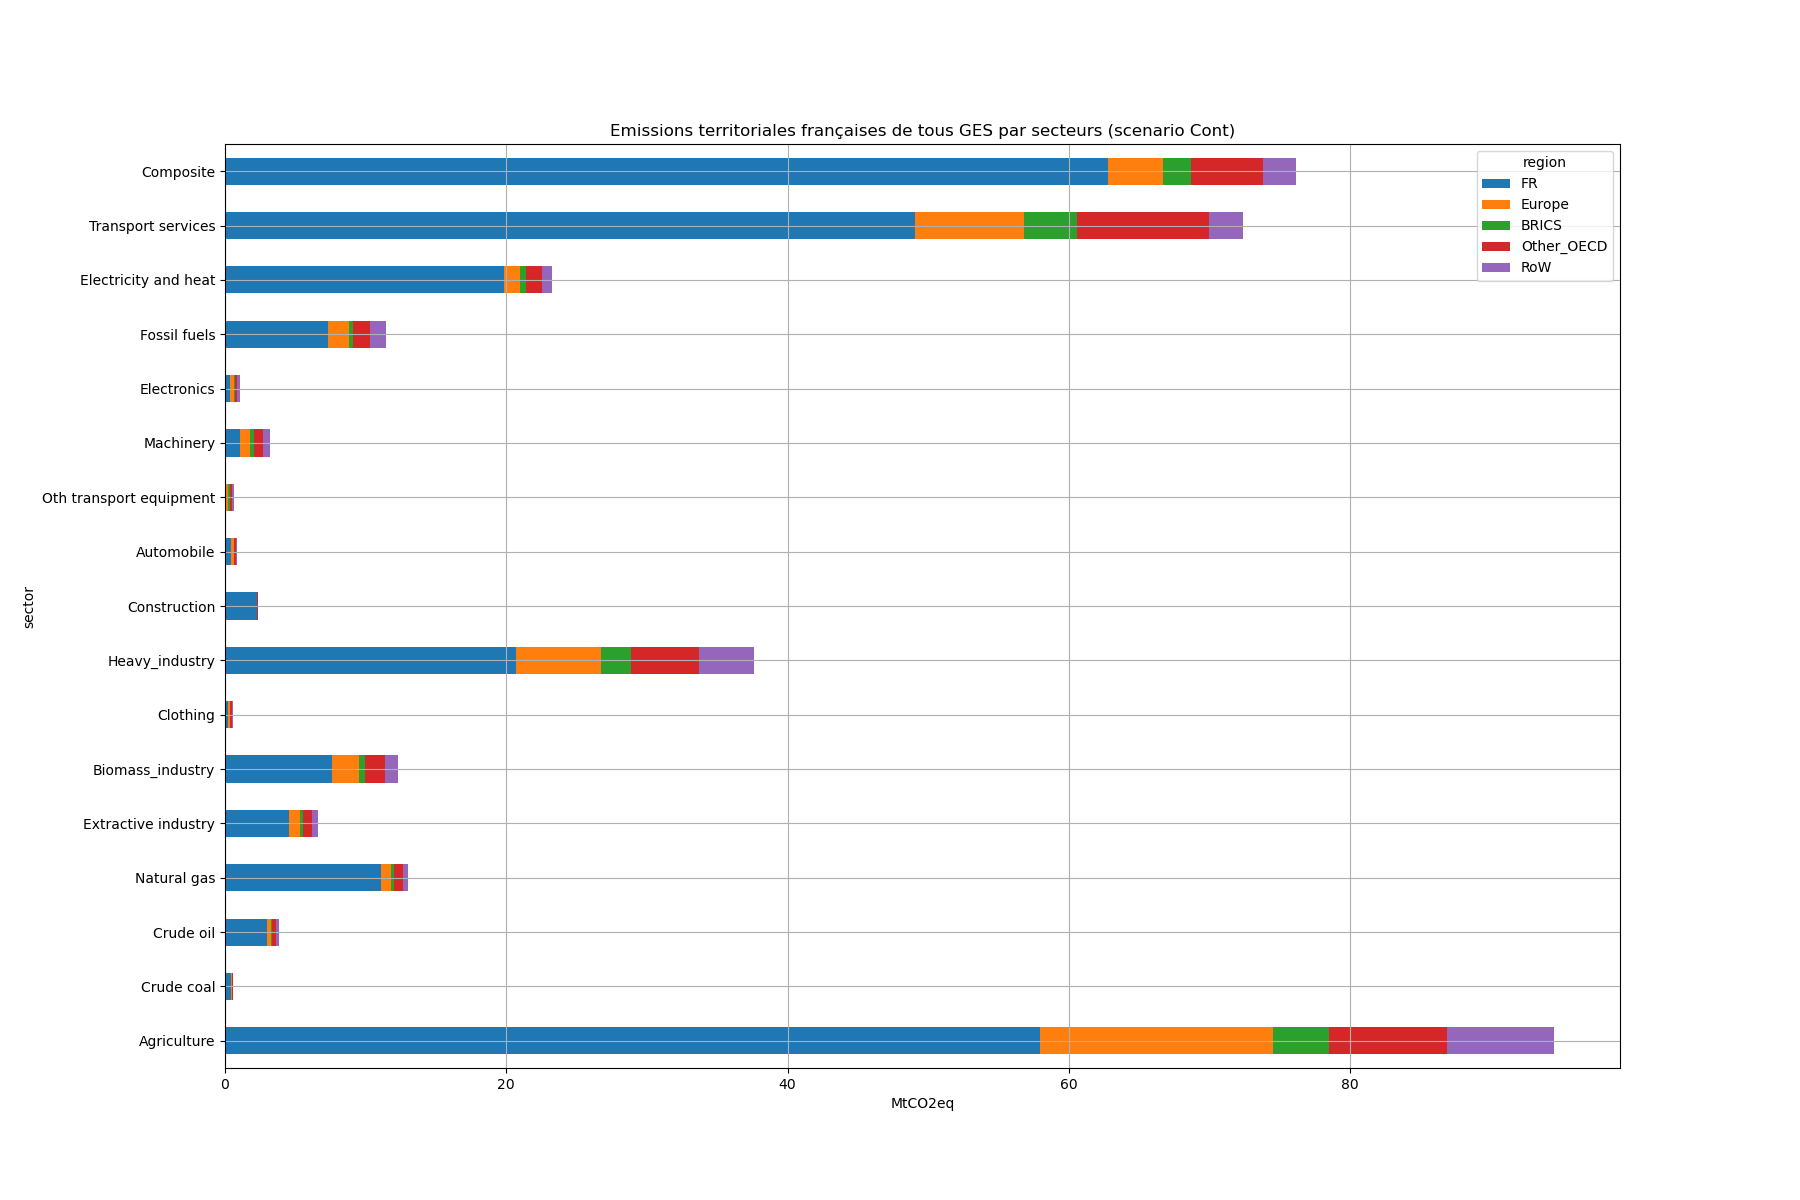 Emissions territoriales françaises de tous GES par secteurs (scenario Cont)
region
FR
Europe
BRICS
Other_OECD
RoW
sector
Composite
Transport services
Electricity and heat
Fossil fuels
Electronics
Machinery
Oth transport equipment
Automobile
Construction
Heavy_industry
Clothing
Biomass_industry
Extractive industry
Natural gas
Crude oil
Crude coal
Agriculture
0 20 40 60 80
MtCO2eq